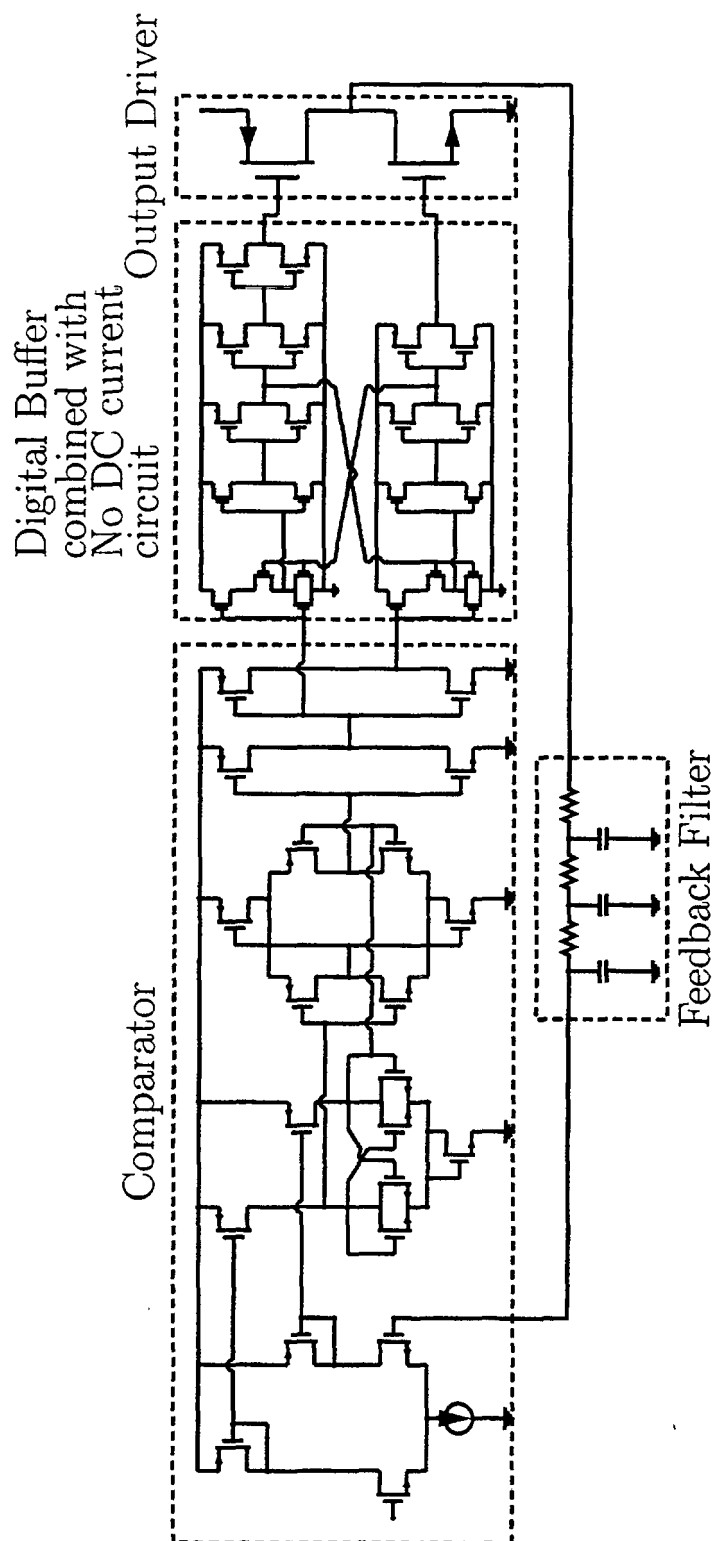 Comparator
Digital Buffer
combined with
No DC current
circuit
Output Driver
Feedback Filter